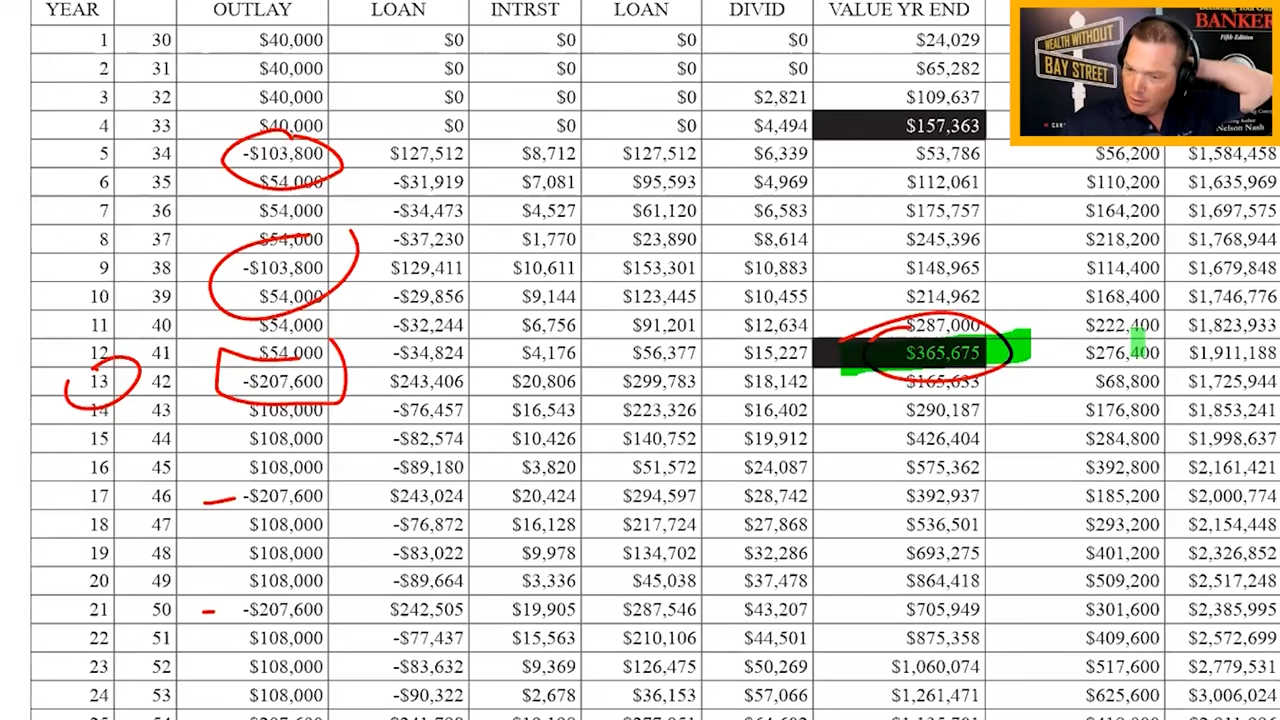 YEAR OUTLAY LOAN INTRST LOAN DIVID VALUE YR END
1 30 $40,000 $0 $0 $0 $0 $24,029
2 31 $40,000 $0 $0 $0 $0 $65,282
3 32 $40,000 $0 $0 $0 $2,821 $109,637
4 33 $40,000 $0 $0 $0 $4,494 $157,363
5 34 -$103,800 $127,512 $8,712 $127,512 $6,339 $53,786 $56,200 $1,584,458
6 35 $54,000 -$31,919 $7,081 $95,593 $4,969 $112,061 $110,200 $1,635,969
7 36 $54,000 -$34,473 $4,527 $61,120 $6,583 $175,757 $164,200 $1,697,575
8 37 $54,000 -$37,230 $1,770 $23,890 $8,614 $245,396 $218,200 $1,768,944
9 38 -$103,800 $129,411 $10,611 $153,301 $10,883 $148,965 $114,400 $1,679,848
10 39 $54,000 -$29,856 $9,144 $123,445 $10,455 $214,962 $168,400 $1,746,776
11 40 $54,000 -$32,244 $6,756 $91,201 $12,634 $287,000 $222,400 $1,823,933
12 41 $54,000 -$34,824 $4,176 $56,377 $15,227 $365,675 $276,400 $1,911,188
13 42 -$207,600 $243,406 $20,806 $299,783 $18,142 $165,633 $68,800 $1,725,944
14 43 $108,000 -$76,457 $16,543 $223,326 $16,402 $290,187 $176,800 $1,853,241
15 44 $108,000 -$82,574 $10,426 $140,752 $19,912 $426,404 $284,800 $1,998,637
16 45 $108,000 -$89,180 $3,820 $51,572 $24,087 $575,362 $392,800 $2,161,421
17 46 -$207,600 $243,024 $20,424 $294,597 $28,742 $392,937 $185,200 $2,000,774
18 47 $108,000 -$76,872 $16,128 $217,724 $27,868 $536,501 $293,200 $2,154,448
19 48 $108,000 -$83,022 $9,978 $134,702 $32,286 $693,275 $401,200 $2,326,852
20 49 $108,000 -$89,664 $3,336 $45,038 $37,478 $864,418 $509,200 $2,517,248
21 50 -$207,600 $242,505 $19,905 $287,546 $43,207 $705,949 $301,600 $2,385,995
22 51 $108,000 -$77,437 $15,563 $210,106 $44,501 $875,358 $409,600 $2,572,699
23 52 $108,000 -$83,632 $9,369 $126,475 $50,269 $1,060,074 $517,600 $2,779,531
24 53 $108,000 -$90,322 $2,678 $36,153 $57,066 $1,261,471 $625,600 $3,006,024
WEALTH WITHOUT
BAY STREET
BANKER
Fifth Edition
Nelson Nash